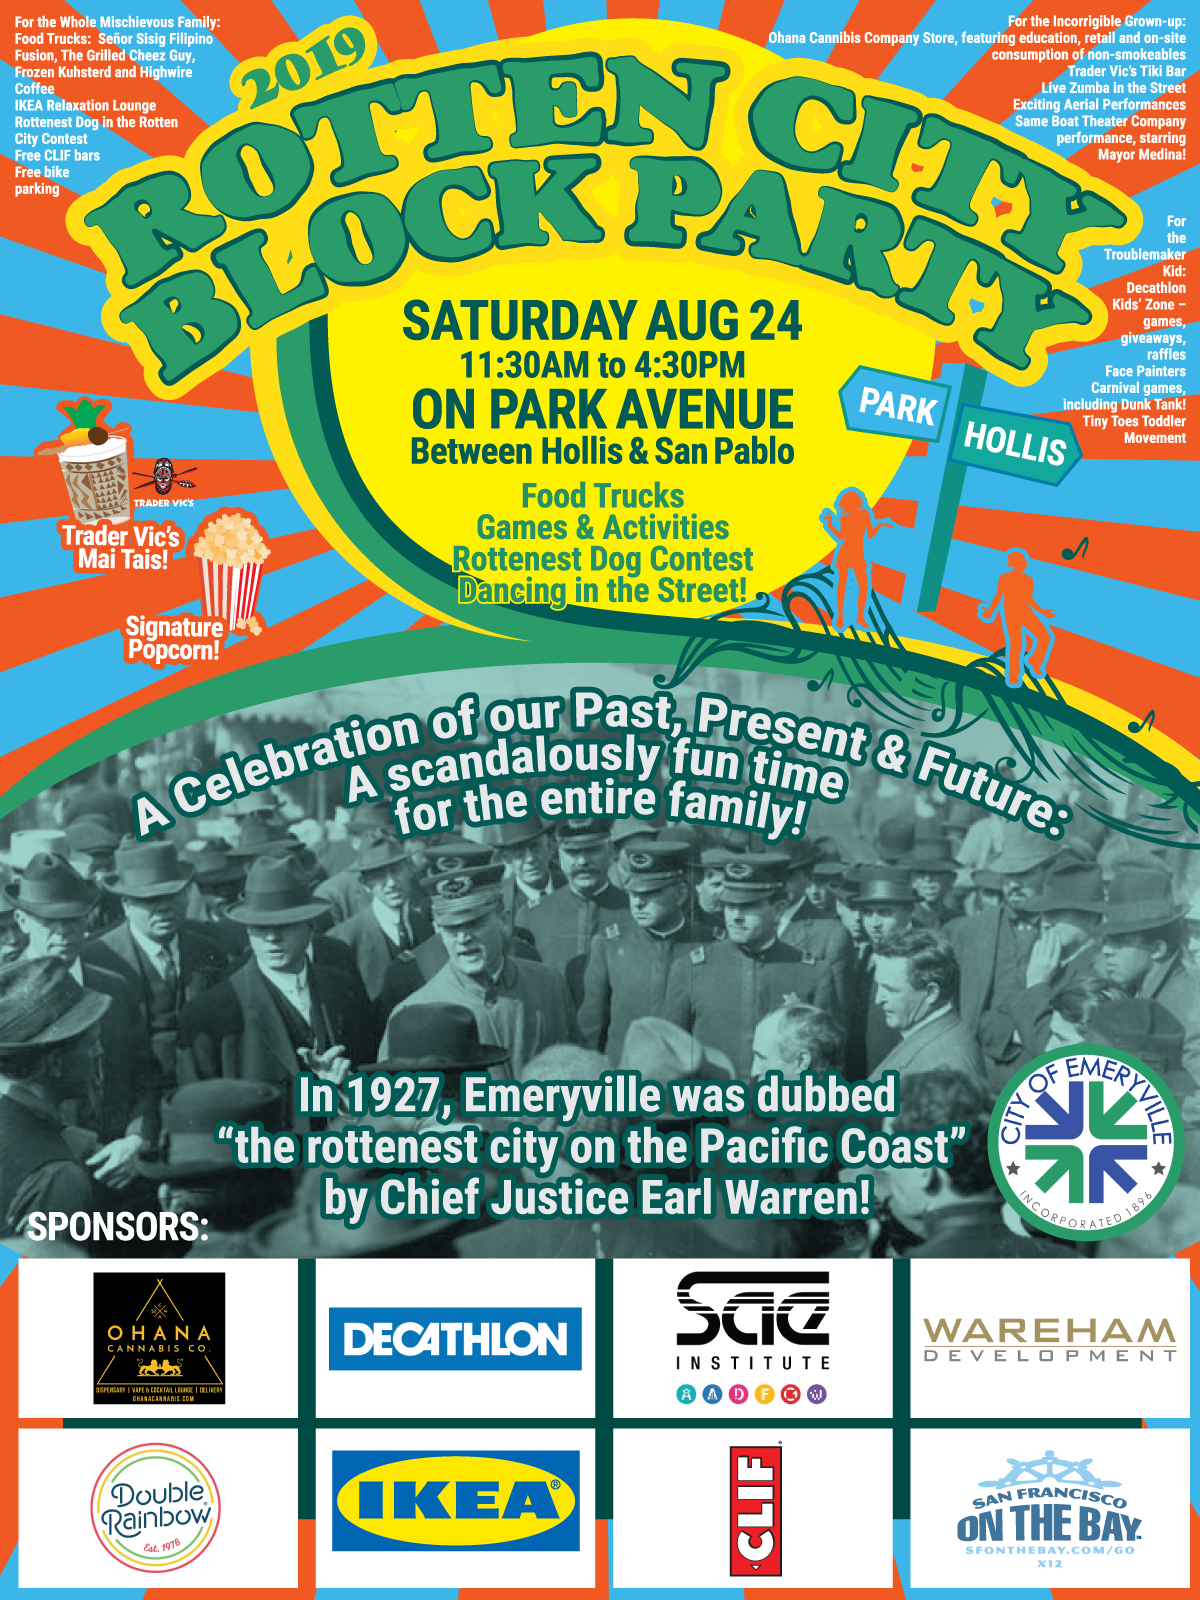 For the Whole Mischievous Family:
Food Trucks:  Señor Sisig Filipino
Fusion, The Grilled Cheez Guy,
Frozen Kuhsterd and Highwire
Coffee
IKEA Relaxation Lounge
Rottenest Dog in the Rotten
City Contest
Free CLIF bars
Free bike
parking
For the Incorrigible Grown-up:
Ohana Cannibis Company Store, featuring education, retail and on-site
consumption of non-smokeables
Trader Vic's Tiki Bar
Live Zumba in the Street
Exciting Aerial Performances
Same Boat Theater Company
performance, starring
Mayor Medina!
2019
ROTTEN CITY
BLOCK PARTY
For
the
Troublemaker
Kid:
Decathlon
Kids' Zone –
games,
giveaways,
raffles
Face Painters
Carnival games,
including Dunk Tank!
Tiny Toes Toddler
Movement
SATURDAY AUG 24
11:30AM to 4:30PM
ON PARK AVENUE
Between Hollis & San Pablo
PARK
HOLLIS
Food Trucks
Games & Activities
Rottenest Dog Contest
Dancing in the Street!
TRADER VIC'S
Trader Vic's
Mai Tais!
Signature
Popcorn!
A Celebration of our Past, Present & Future:
A scandalously fun time
for the entire family!
In 1927, Emeryville was dubbed
“the rottenest city on the Pacific Coast”
by Chief Justice Earl Warren!
CITY OF EMERYVILLE
INCORPORATED 1896
SPONSORS:
OHANA
CANNABIS CO.
DISPENSARY | VAPE & COCKTAIL LOUNGE | DELIVERY
OHANACANNABIS.COM
DECATHLON
sae
INSTITUTE
A A D F W
WAREHAM
DEVELOPMENT
Double
Rainbow
Est. 1976
IKEA®
CLIF
SAN FRANCISCO
ON THE BAY.
SFONTHEBAY.COM/GO
X12